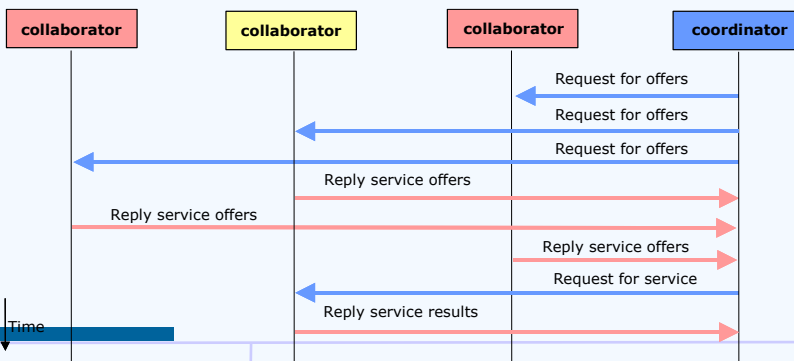 collaborator
collaborator
collaborator
coordinator
Request for offers
Request for offers
Request for offers
Reply service offers
Reply service offers
Reply service offers
Request for service
Reply service results
Time